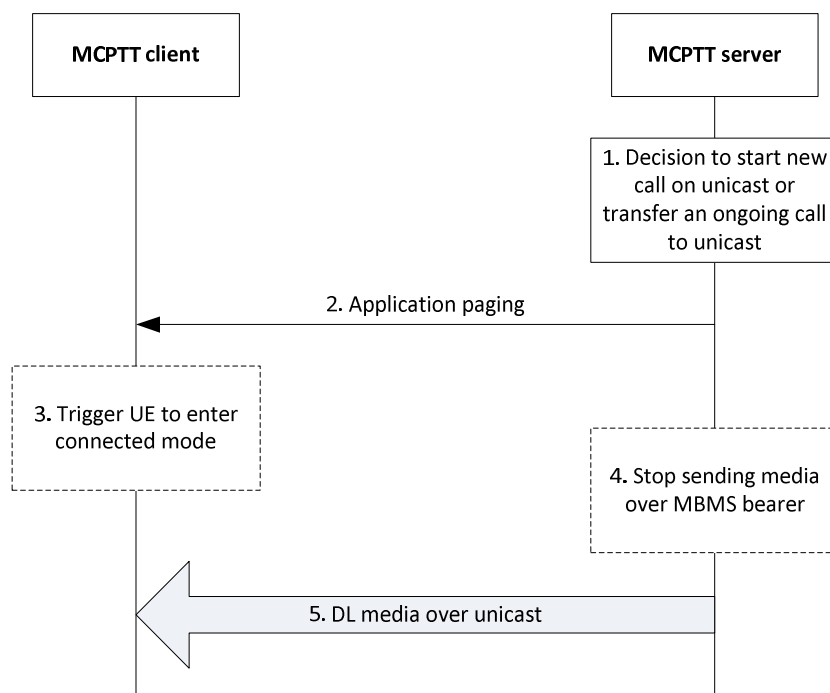 MCPTT client
MCPTT server
1. Decision to start new
call on unicast or
transfer an ongoing call
to unicast
2. Application paging
3. Trigger UE to enter
connected mode
4. Stop sending media
over MBMS bearer
5. DL media over unicast